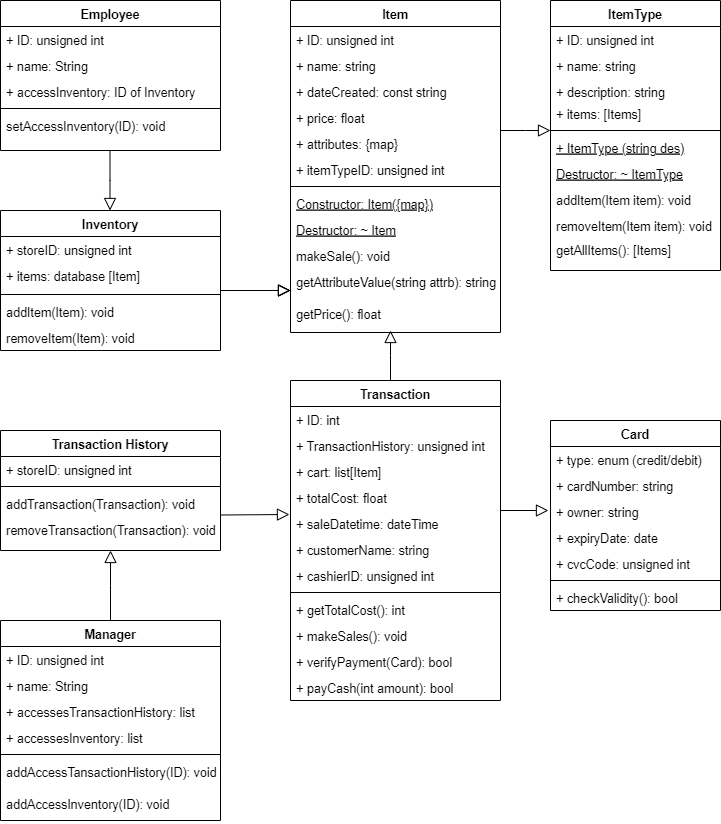 Employee
+ ID: unsigned int
+ name: String
+ accessInventory: ID of Inventory
setAccessInventory(ID): void
Item
+ ID: unsigned int
+ name: string
+ dateCreated: const string
+ price: float
+ attributes: {map}
+ itemTypeID: unsigned int
Constructor: Item({map})
Destructor: ~ Item
makeSale(): void
getAttributeValue(string attrb): string
getPrice(): float
ItemType
+ ID: unsigned int
+ name: string
+ description: string
+ items: [Items]
+ ItemType (string des)
Destructor: ~ ItemType
addItem(Item item): void
removeItem(Item item): void
getAllItems(): [Items]
Inventory
+ storeID: unsigned int
+ items: database [Item]
addItem(Item): void
removeItem(Item): void
Transaction History
+ storeID: unsigned int
addTransaction(Transaction): void
removeTransaction(Transaction): void
Transaction
+ ID: int
+ TransactionHistory: unsigned int
+ cart: list[Item]
+ totalCost: float
+ saleDatetime: dateTime
+ customerName: string
+ cashierID: unsigned int
+ getTotalCost(): int
+ makeSales(): void
+ verifyPayment(Card): bool
+ payCash(int amount): bool
Card
+ type: enum (credit/debit)
+ cardNumber: string
+ owner: string
+ expiryDate: date
+ cvcCode: unsigned int
+ checkValidity(): bool
Manager
+ ID: unsigned int
+ name: String
+ accessesTransactionHistory: list
+ accessesInventory: list
addAccessTansactionHistory(ID): void
addAccessInventory(ID): void